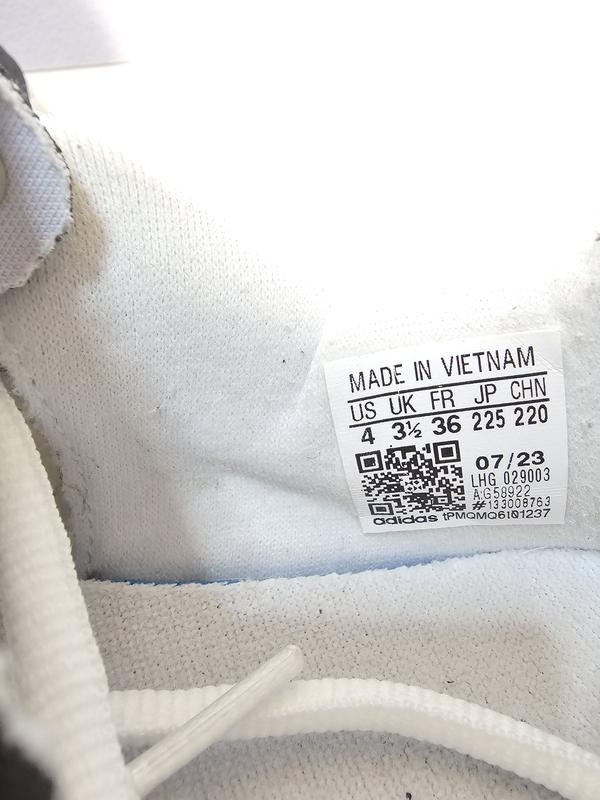 MADE IN VIETNAM
US UK FR JP CHN
4 3½ 36 225 220
07/23
LHG 029003
AG58922
#133008763
adidas tPMQMQ6I01237